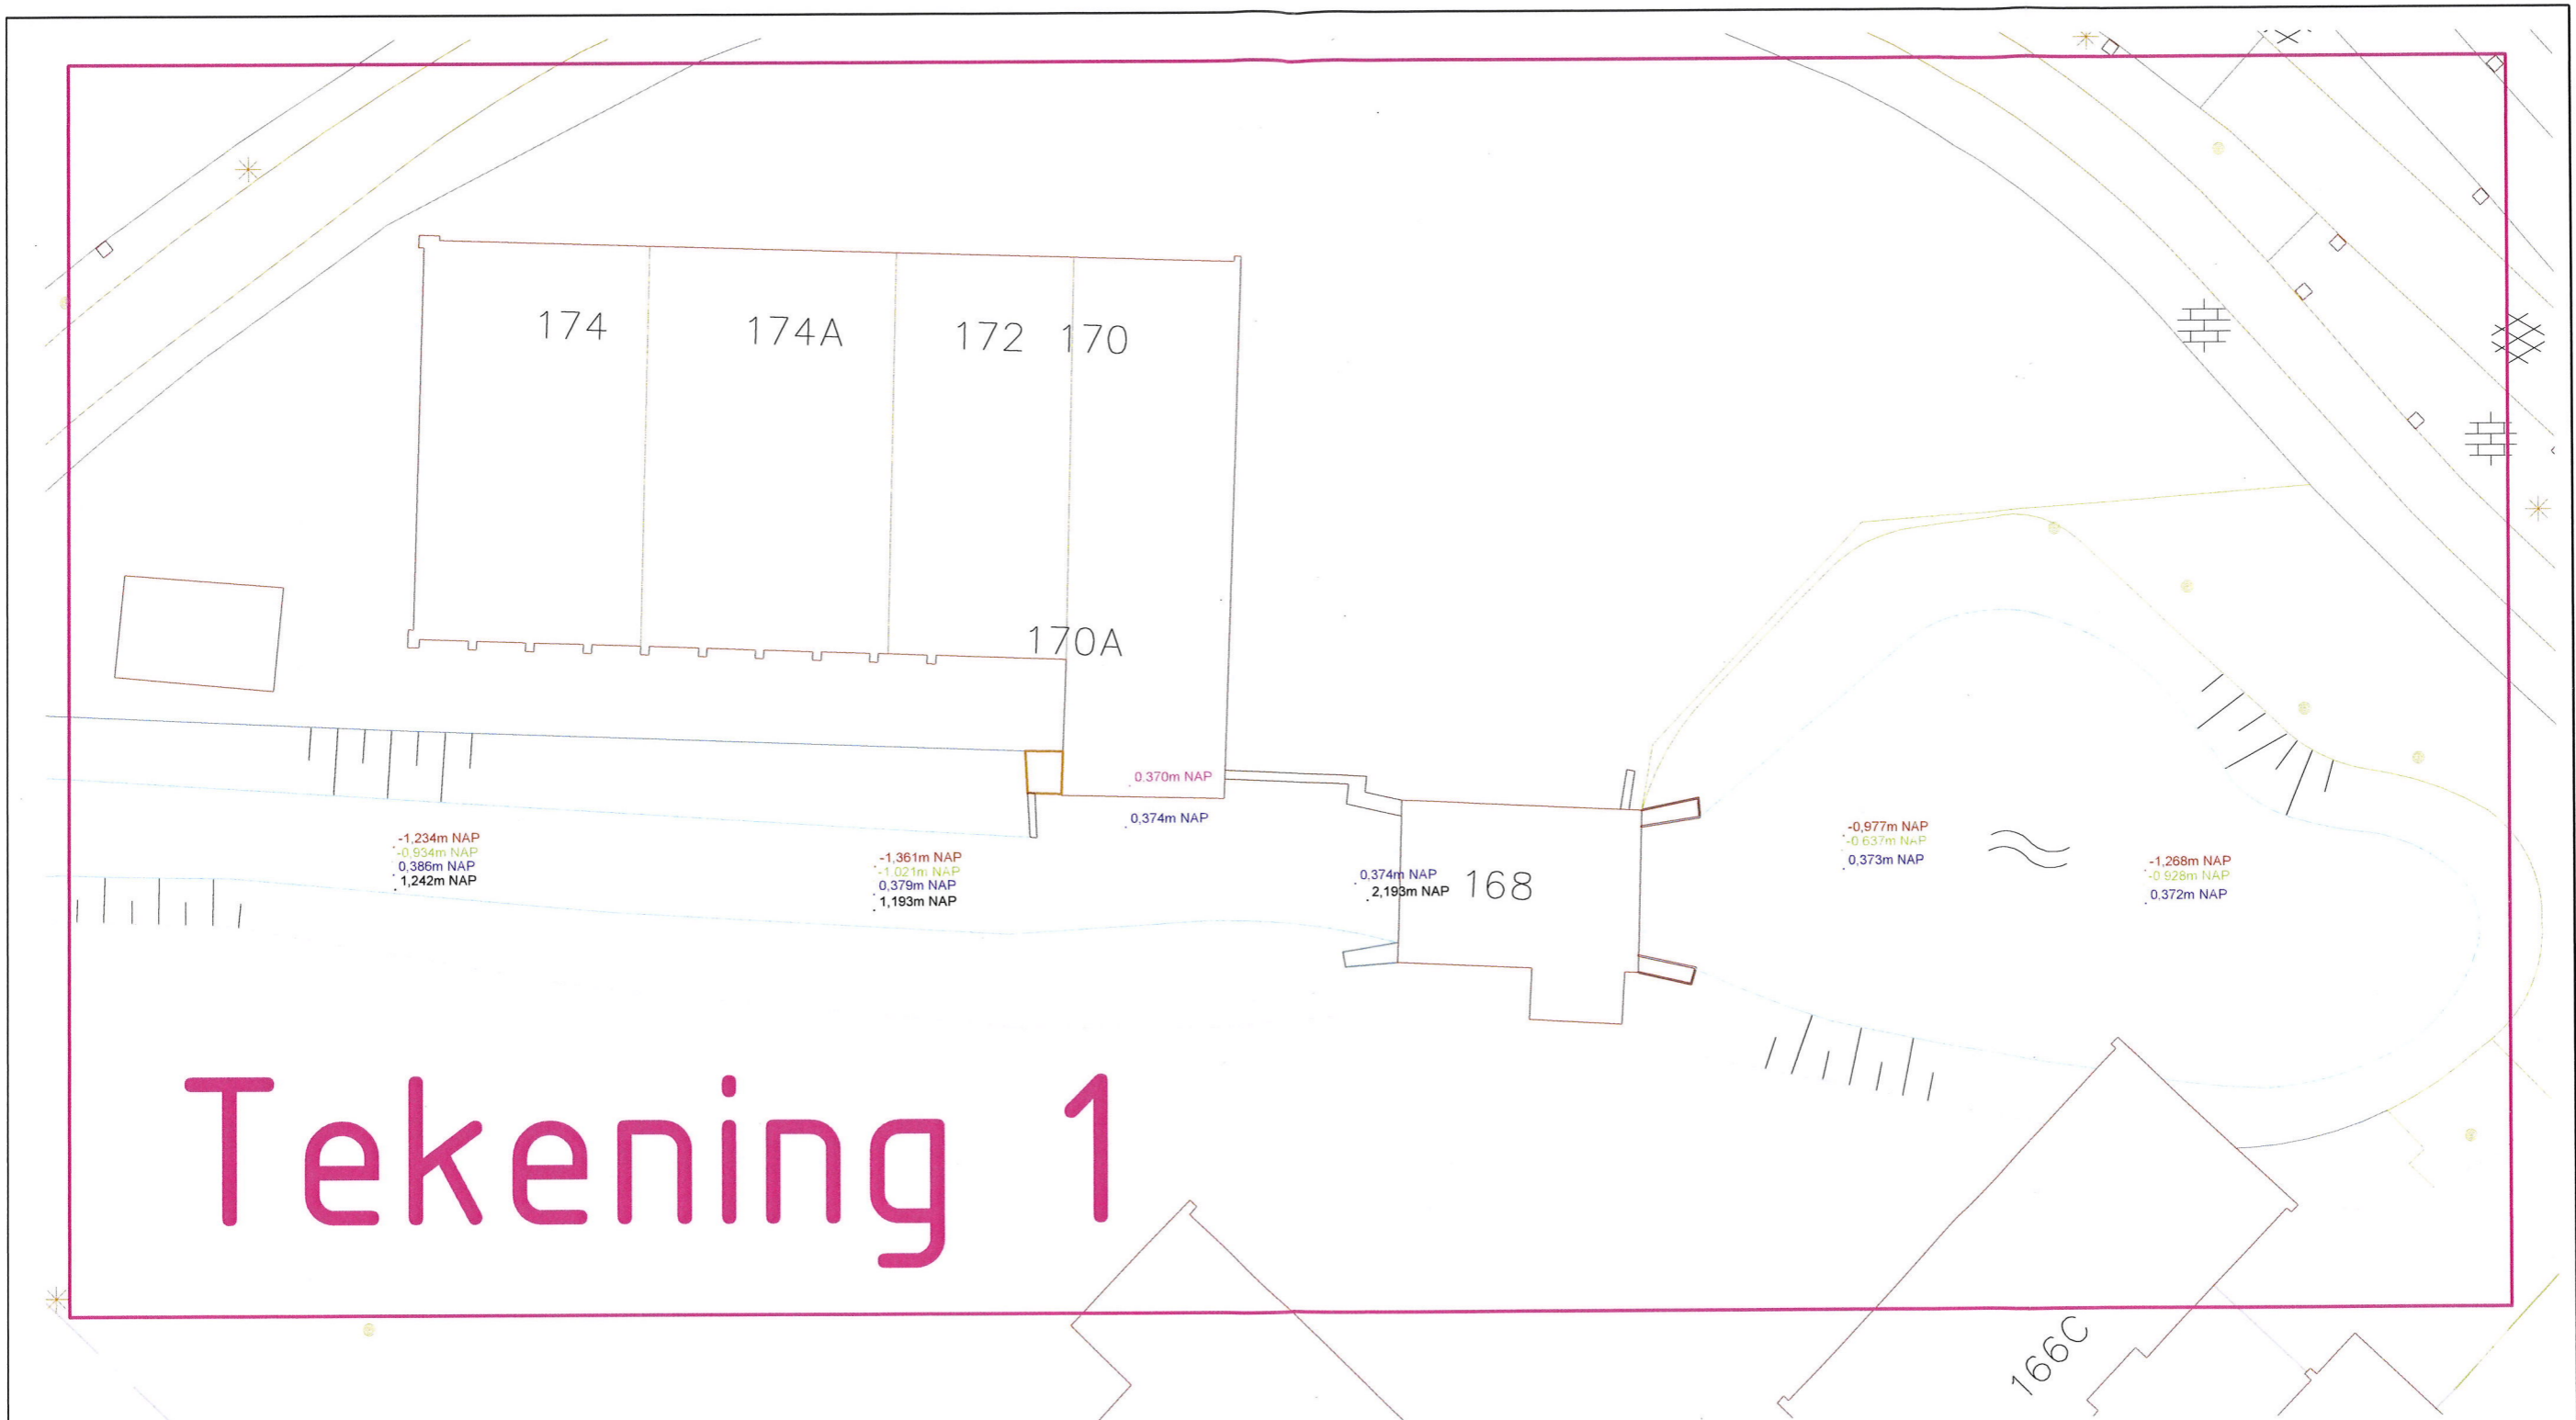 174
174A
172
170
170A
0.370m NAP
0,374m NAP
-1,234m NAP
-0,934m NAP
0,386m NAP
1,242m NAP
-1,361m NAP
-1.021m NAP
0,379m NAP
1,193m NAP
0,374m NAP
2,193m NAP
168
-0,977m NAP
-0.637m NAP
0,373m NAP
-1,268m NAP
-0.928m NAP
0,372m NAP
Tekening 1
166C